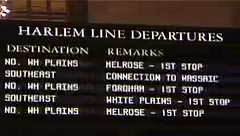 HARLEM LINE DEPARTURES
DESTINATION REMARKS
NO. WH PLAINS MELROSE - 1ST STOP
SOUTHEAST CONNECTION TO WASSAIC
NO. WH PLAINS FORDHAM - 1ST STOP
SOUTHEAST WHITE PLAINS - 1ST STOP
NO. WH PLAINS MELROSE - 1ST STOP